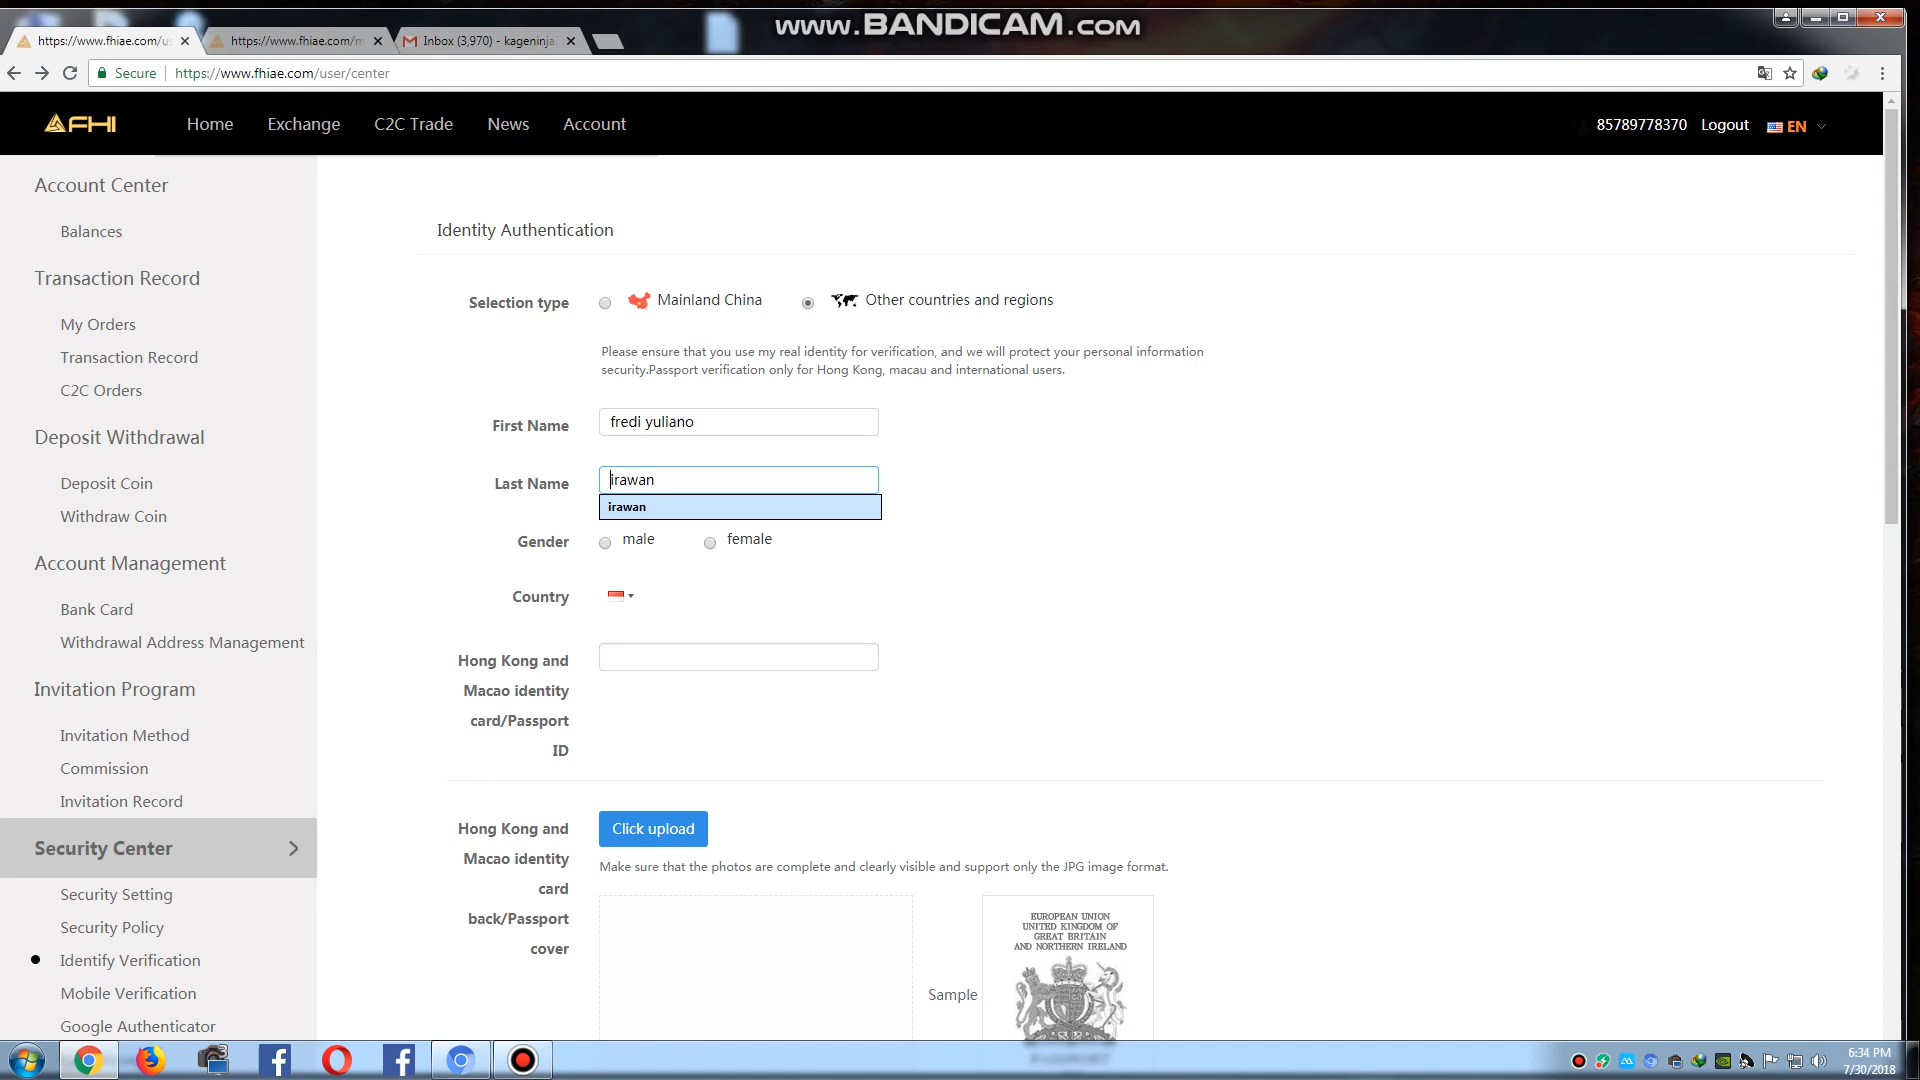 www.BANDICAM.com
https://www.fhiae.com/us
https://www.fhiae.com/m
Inbox (3,970) - kageninja
Secure
https://www.fhiae.com/user/center
FHI
Home
Exchange
C2C Trade
News
Account
85789778370
Logout
EN
Account Center
Balances
Transaction Record
My Orders
Transaction Record
C2C Orders
Deposit Withdrawal
Deposit Coin
Withdraw Coin
Account Management
Bank Card
Withdrawal Address Management
Invitation Program
Invitation Method
Commission
Invitation Record
Security Center
Security Setting
Security Policy
Identify Verification
Mobile Verification
Google Authenticator
Identity Authentication
Selection type
Mainland China
Other countries and regions
Please ensure that you use my real identity for verification, and we will protect your personal information
security.Passport verification only for Hong Kong, macau and international users.
First Name
fredi yuliano
Last Name
irawan
irawan
Gender
male
female
Country
Hong Kong and
Macao identity
card/Passport
ID
Hong Kong and
Macao identity
card
back/Passport
cover
Click upload
Make sure that the photos are complete and clearly visible and support only the JPG image format.
Sample
EUROPEAN UNION
UNITED KINGDOM OF
GREAT BRITAIN
AND NORTHERN IRELAND
PASSPORT
6:34 PM
7/30/2018